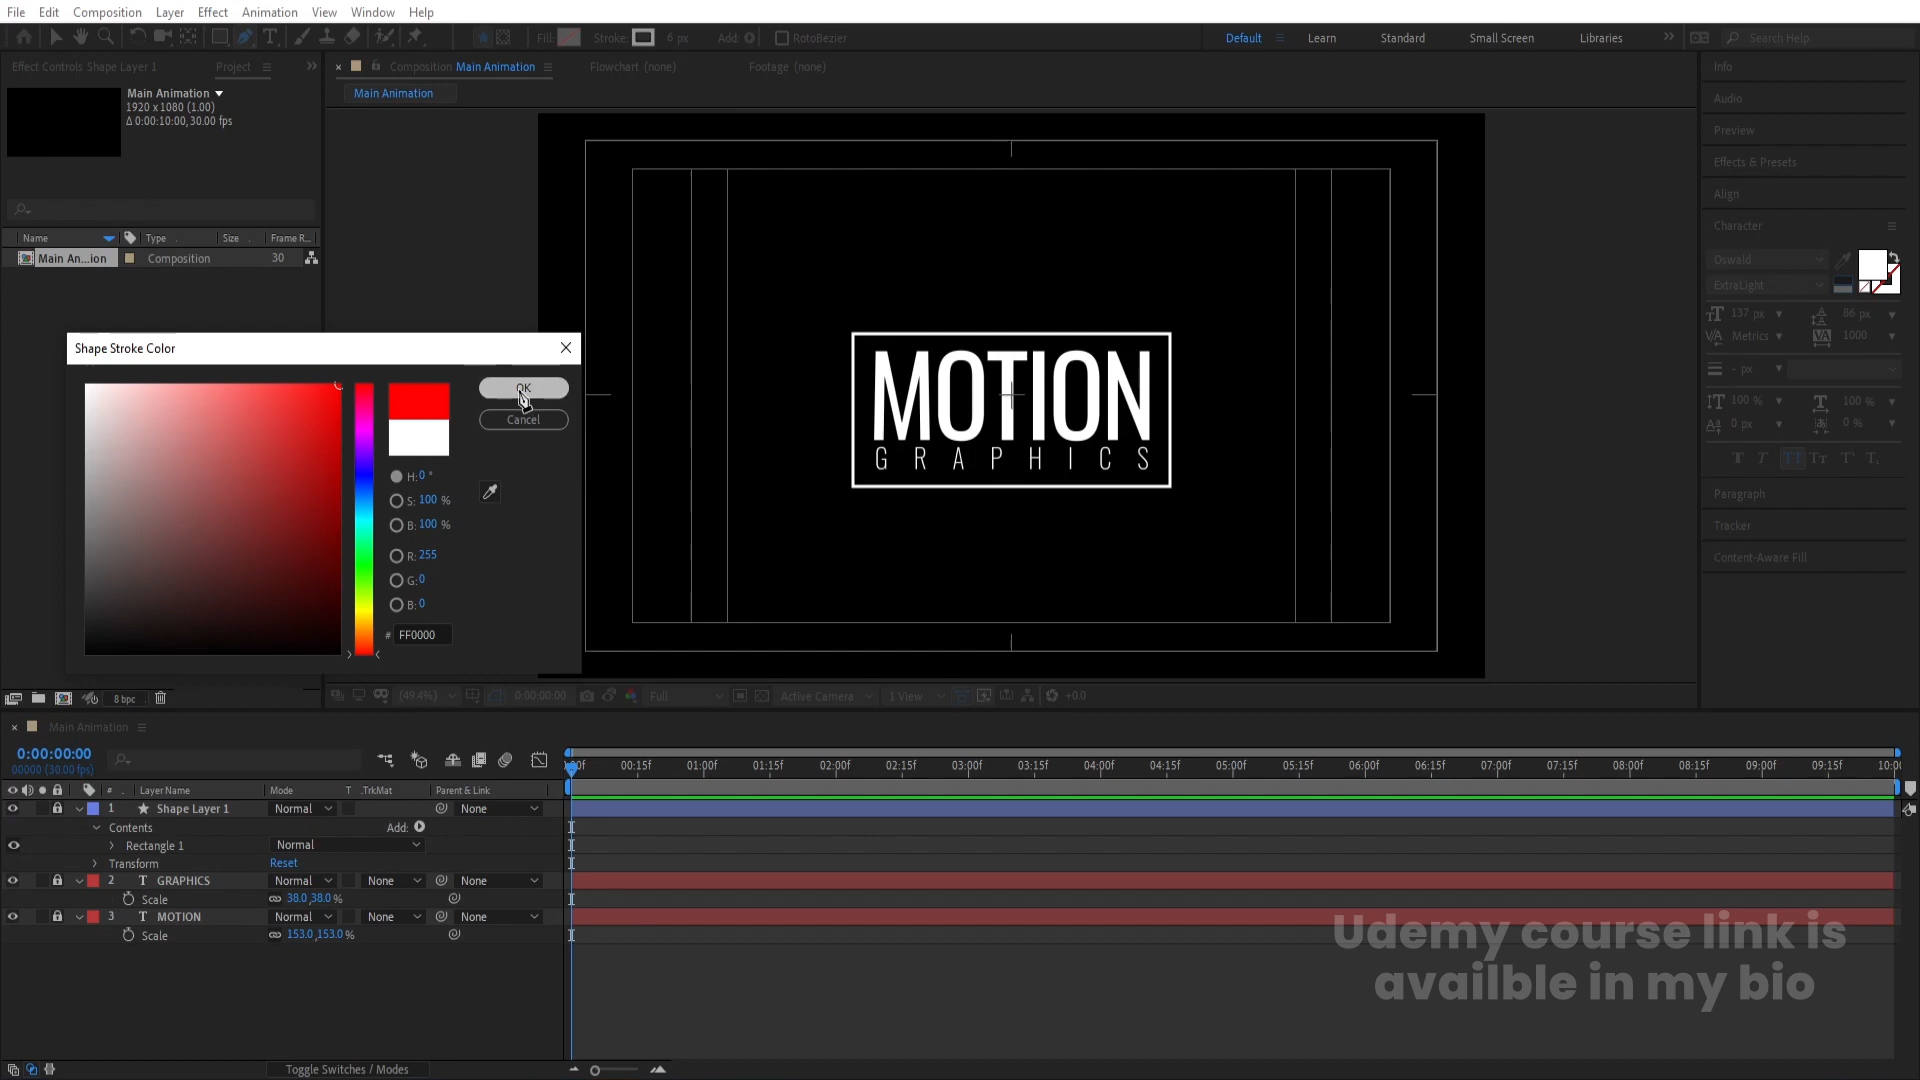 File Edit Composition Layer Effect Animation View Window Help
Fill: Stroke: 6 px Add: RotoBezier Default Learn Standard Small Screen Libraries Search Help
Effect Controls Shape Layer 1 Project Composition Main Animation Flowchart (none) Footage (none)
Main Animation
Main Animation
1920 x 1080 (1.00)
Δ 0:00:10:00, 30.00 fps
Name Type Size Frame R...
Main An...ion Composition 30
Shape Stroke Color
OK
Cancel
H: 0 °
S: 100 %
B: 100 %
R: 255
G: 0
B: 0
# FF0000
MOTION
GRAPHICS
Info
Audio
Preview
Effects & Presets
Align
Character
Oswald
ExtraLight
137 px 86 px
Metrics 1000
- px
100 % 100 %
0 px 0 %
T T TT Tr T' T,
Paragraph
Tracker
Content-Aware Fill
8 bpc (49.4%) 0:00:00:00 Full Active Camera 1 View +0.0
Main Animation
0:00:00:00
00000 (30.00 fps)
:00f 00:15f 01:00f 01:15f 02:00f 02:15f 03:00f 03:15f 04:00f 04:15f 05:00f 05:15f 06:00f 06:15f 07:00f 07:15f 08:00f 08:15f 09:00f 09:15f 10:00
# Layer Name Mode T .TrkMat Parent & Link
1 Shape Layer 1 Normal None
Contents Add:
Rectangle 1 Normal
Transform Reset
2 T GRAPHICS Normal None None
Scale 38.0,38.0%
3 T MOTION Normal None None
Scale 153.0,153.0%
Udemy course link is
availble in my bio
Toggle Switches / Modes